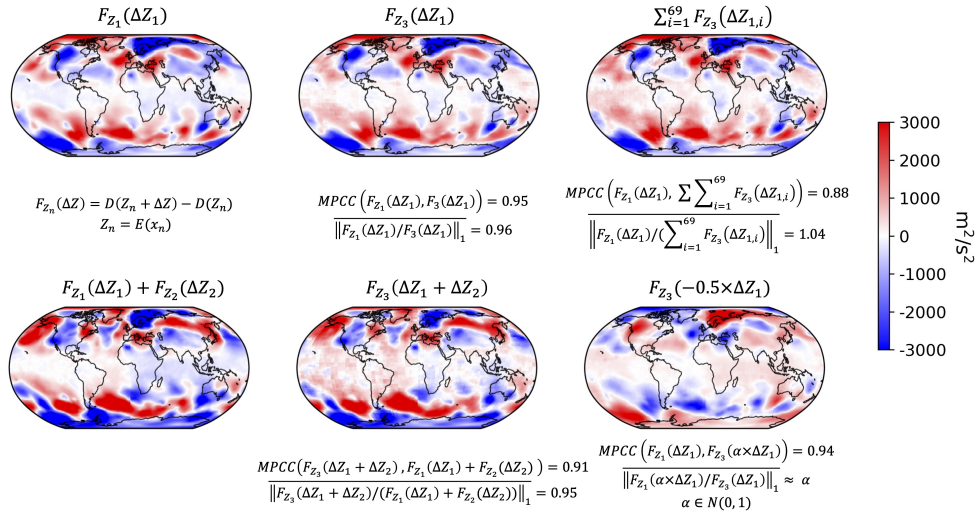 F_{Z_1}(ΔZ_1)
F_{Z_3}(ΔZ_1)
∑_{i=1}^{69} F_{Z_3}(ΔZ_{1,i})
F_{Z_n}(ΔZ) = D(Z_n + ΔZ) − D(Z_n)
Z_n = E(x_n)
MPCC(F_{Z_1}(ΔZ_1), F_3(ΔZ_1)) = 0.95
‖F_{Z_1}(ΔZ_1)/F_3(ΔZ_1)‖_1 = 0.96
MPCC(F_{Z_1}(ΔZ_1), ∑ ∑_{i=1}^{69} F_{Z_3}(ΔZ_{1,i})) = 0.88
‖F_{Z_1}(ΔZ_1)/(∑_{i=1}^{69} F_{Z_3}(ΔZ_{1,i})‖_1 = 1.04
3000
2000
1000
0
-1000
-2000
-3000
m²/s²
F_{Z_1}(ΔZ_1) + F_{Z_2}(ΔZ_2)
F_{Z_3}(ΔZ_1 + ΔZ_2)
F_{Z_3}(−0.5×ΔZ_1)
MPCC(F_{Z_3}(ΔZ_1 + ΔZ_2), F_{Z_1}(ΔZ_1) + F_{Z_2}(ΔZ_2)) = 0.91
‖F_{Z_3}(ΔZ_1 + ΔZ_2)/(F_{Z_1}(ΔZ_1) + F_{Z_2}(ΔZ_2))‖_1 = 0.95
MPCC(F_{Z_1}(ΔZ_1), F_{Z_3}(α×ΔZ_1)) = 0.94
‖F_{Z_1}(α×ΔZ_1)/F_{Z_3}(ΔZ_1)‖_1 ≈ α
α ∈ N(0, 1)